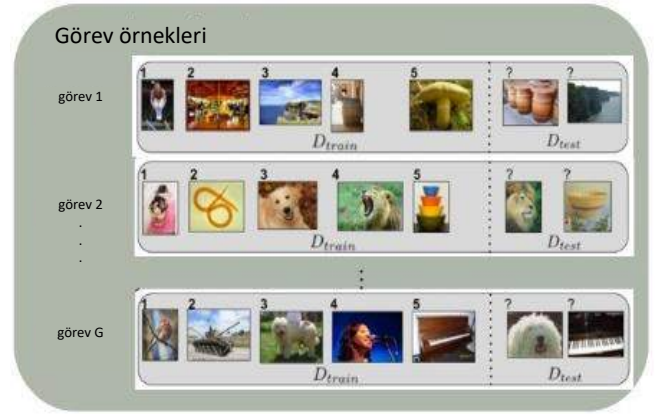 Görev örnekleri
1 2 3 4 5 ? ?
görev 1
D_train D_test
1 2 3 4 5 ? ?
görev 2
.
.
.
D_train D_test
1 2 3 4 5 ? ?
görev G
D_train D_test